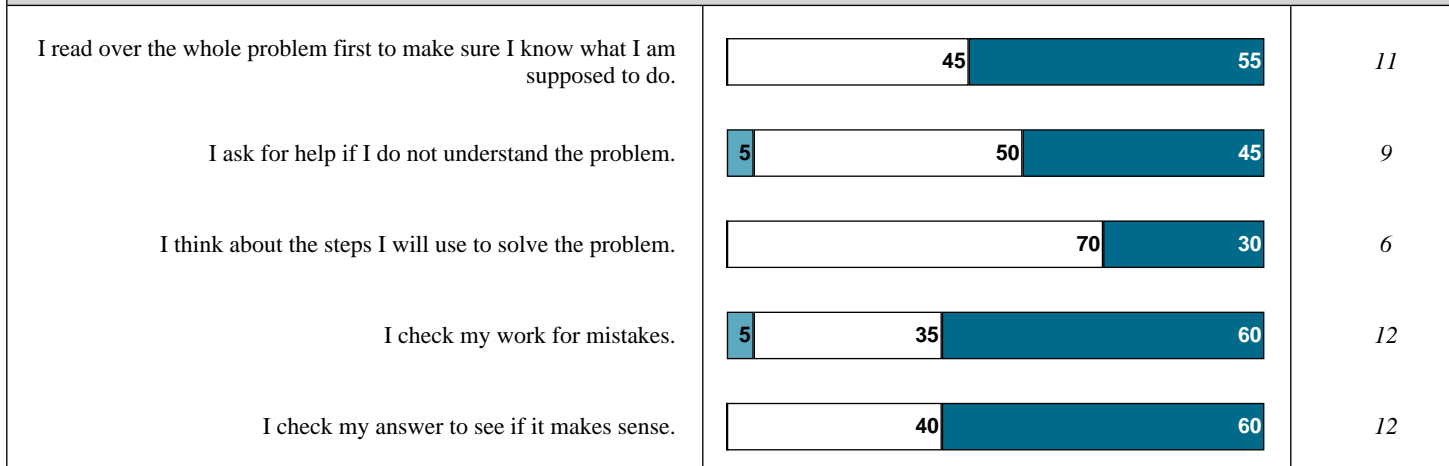 I read over the whole problem first to make sure I know what I am
supposed to do.
45 55 11
I ask for help if I do not understand the problem.
5 50 45 9
I think about the steps I will use to solve the problem.
70 30 6
I check my work for mistakes.
5 35 60 12
I check my answer to see if it makes sense.
40 60 12